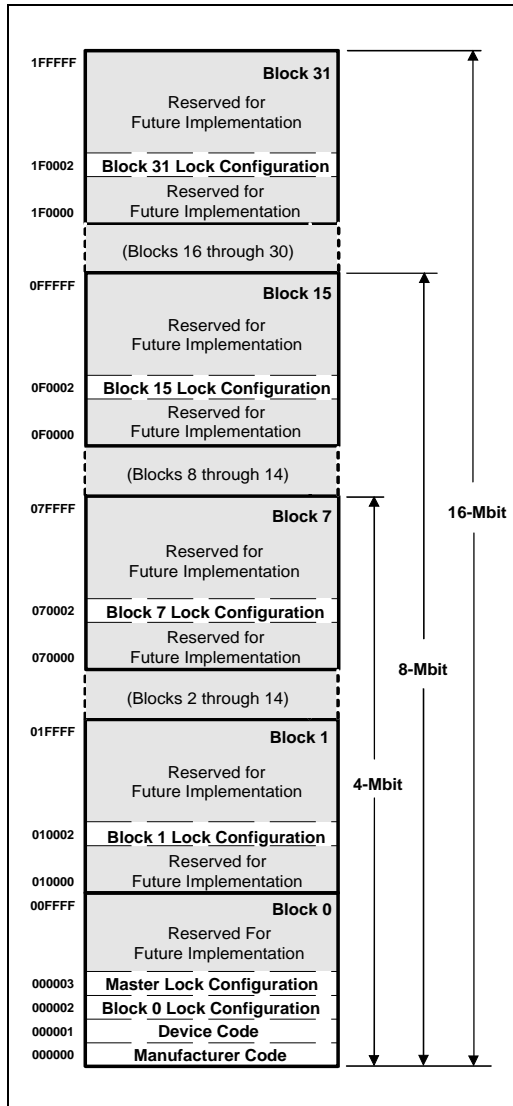 1FFFFF
Block 31
Reserved for
Future Implementation
1F0002
Block 31 Lock Configuration
Reserved for
Future Implementation
1F0000
(Blocks 16 through 30)
0FFFFF
Block 15
Reserved for
Future Implementation
0F0002
Block 15 Lock Configuration
Reserved for
Future Implementation
0F0000
(Blocks 8 through 14)
07FFFF
Block 7
16-Mbit
Reserved for
Future Implementation
070002
Block 7 Lock Configuration
Reserved for
Future Implementation
070000
8-Mbit
(Blocks 2 through 14)
01FFFF
Block 1
Reserved for
Future Implementation
4-Mbit
010002
Block 1 Lock Configuration
Reserved for
Future Implementation
010000
00FFFF
Block 0
Reserved For
Future Implementation
000003
Master Lock Configuration
000002
Block 0 Lock Configuration
000001
Device Code
000000
Manufacturer Code